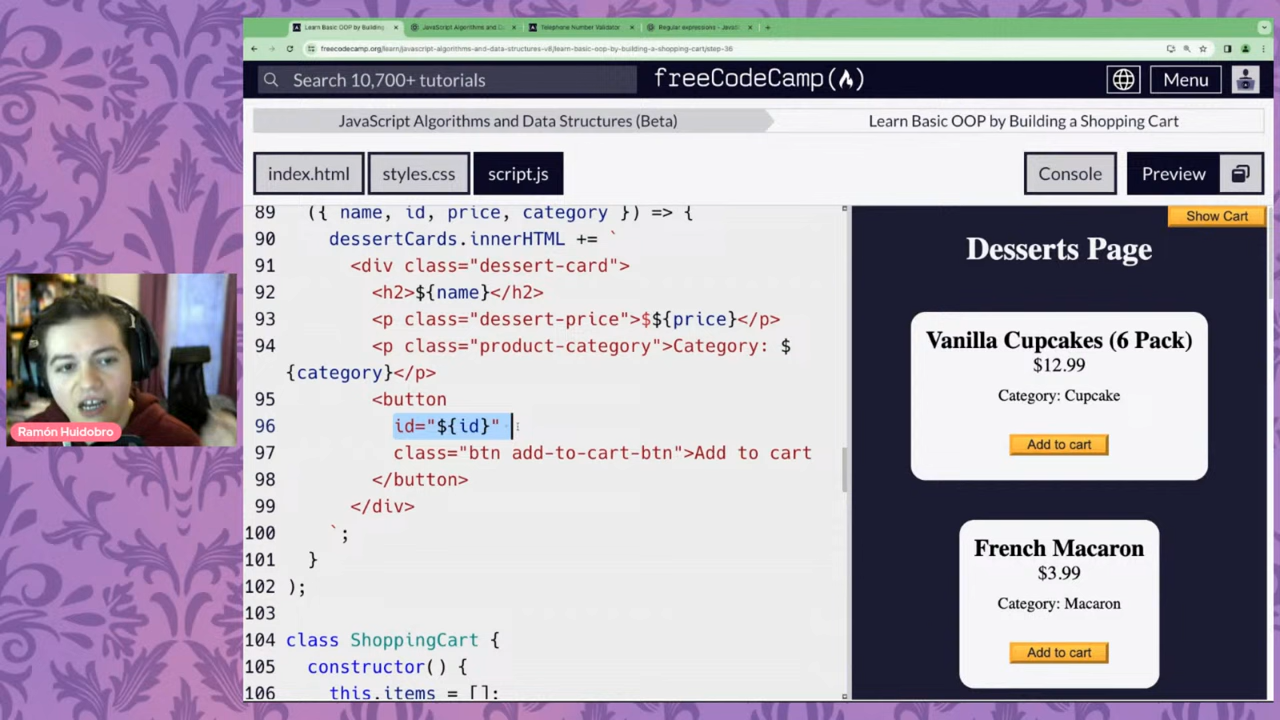 Learn Basic OOP by Building
JavaScript Algorithms and D
Telephone Number Validator
Regular expressions - JavaS
freecodecamp.org/learn/javascript-algorithms-and-data-structures-v8/learn-basic-oop-by-building-a-shopping-cart/step-36
Search 10,700+ tutorials
freeCodeCamp
Menu
JavaScript Algorithms and Data Structures (Beta)
Learn Basic OOP by Building a Shopping Cart
index.html
styles.css
script.js
Console
Preview
89 ({ name, id, price, category }) => {
90 dessertCards.innerHTML += `
91 <div class="dessert-card">
92 <h2>${name}</h2>
93 <p class="dessert-price">$${price}</p>
94 <p class="product-category">Category: $
{category}</p>
95 <button
96 id="${id}"
97 class="btn add-to-cart-btn">Add to cart
98 </button>
99 </div>
100 `;
101 }
102 );
103
104 class ShoppingCart {
105 constructor() {
106 this.items = [];
Show Cart
Desserts Page
Vanilla Cupcakes (6 Pack)
$12.99
Category: Cupcake
Add to cart
French Macaron
$3.99
Category: Macaron
Add to cart
Ramón Huidobro